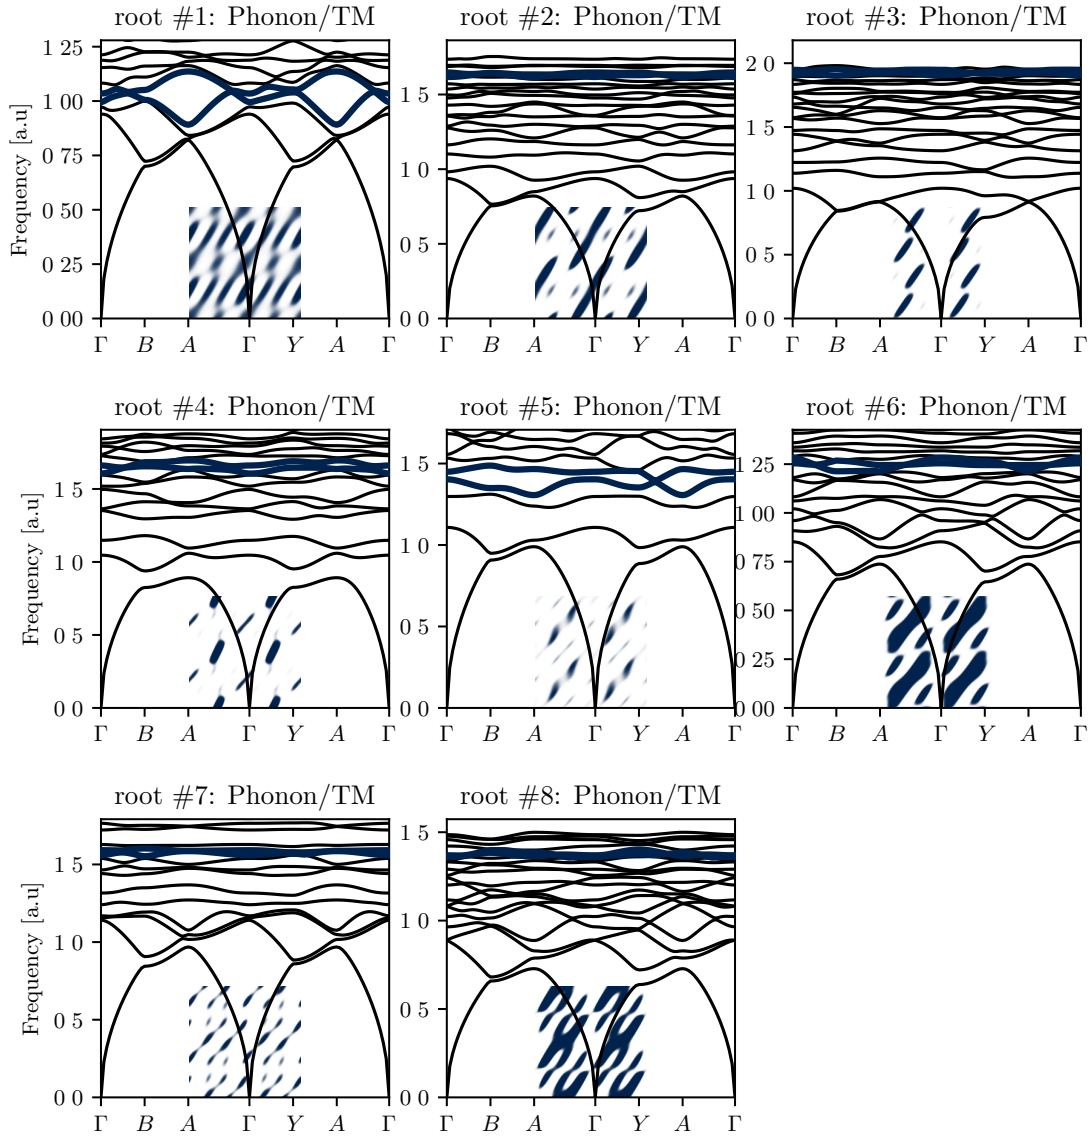 root #1: Phonon/TM
root #2: Phonon/TM
root #3: Phonon/TM
Frequency [a.u
1 25
1 00
0 75
0 50
0 25
0 00
Γ B A Γ Y A Γ
1 5
1 0
0 5
0 0
Γ B A Γ Y A Γ
2 0
1 5
1 0
0 5
0 0
Γ B A Γ Y A Γ
root #4: Phonon/TM
root #5: Phonon/TM
root #6: Phonon/TM
Frequency [a.u
1 5
1 0
0 5
0 0
Γ B A Γ Y A Γ
1 5
1 0
0 5
0 0
Γ B A Γ Y A Γ
1 25
1 00
0 75
0 50
0 25
0 00
Γ B A Γ Y A Γ
root #7: Phonon/TM
root #8: Phonon/TM
Frequency [a.u
1 5
1 0
0 5
0 0
Γ B A Γ Y A Γ
1 5
1 0
0 5
0 0
Γ B A Γ Y A Γ